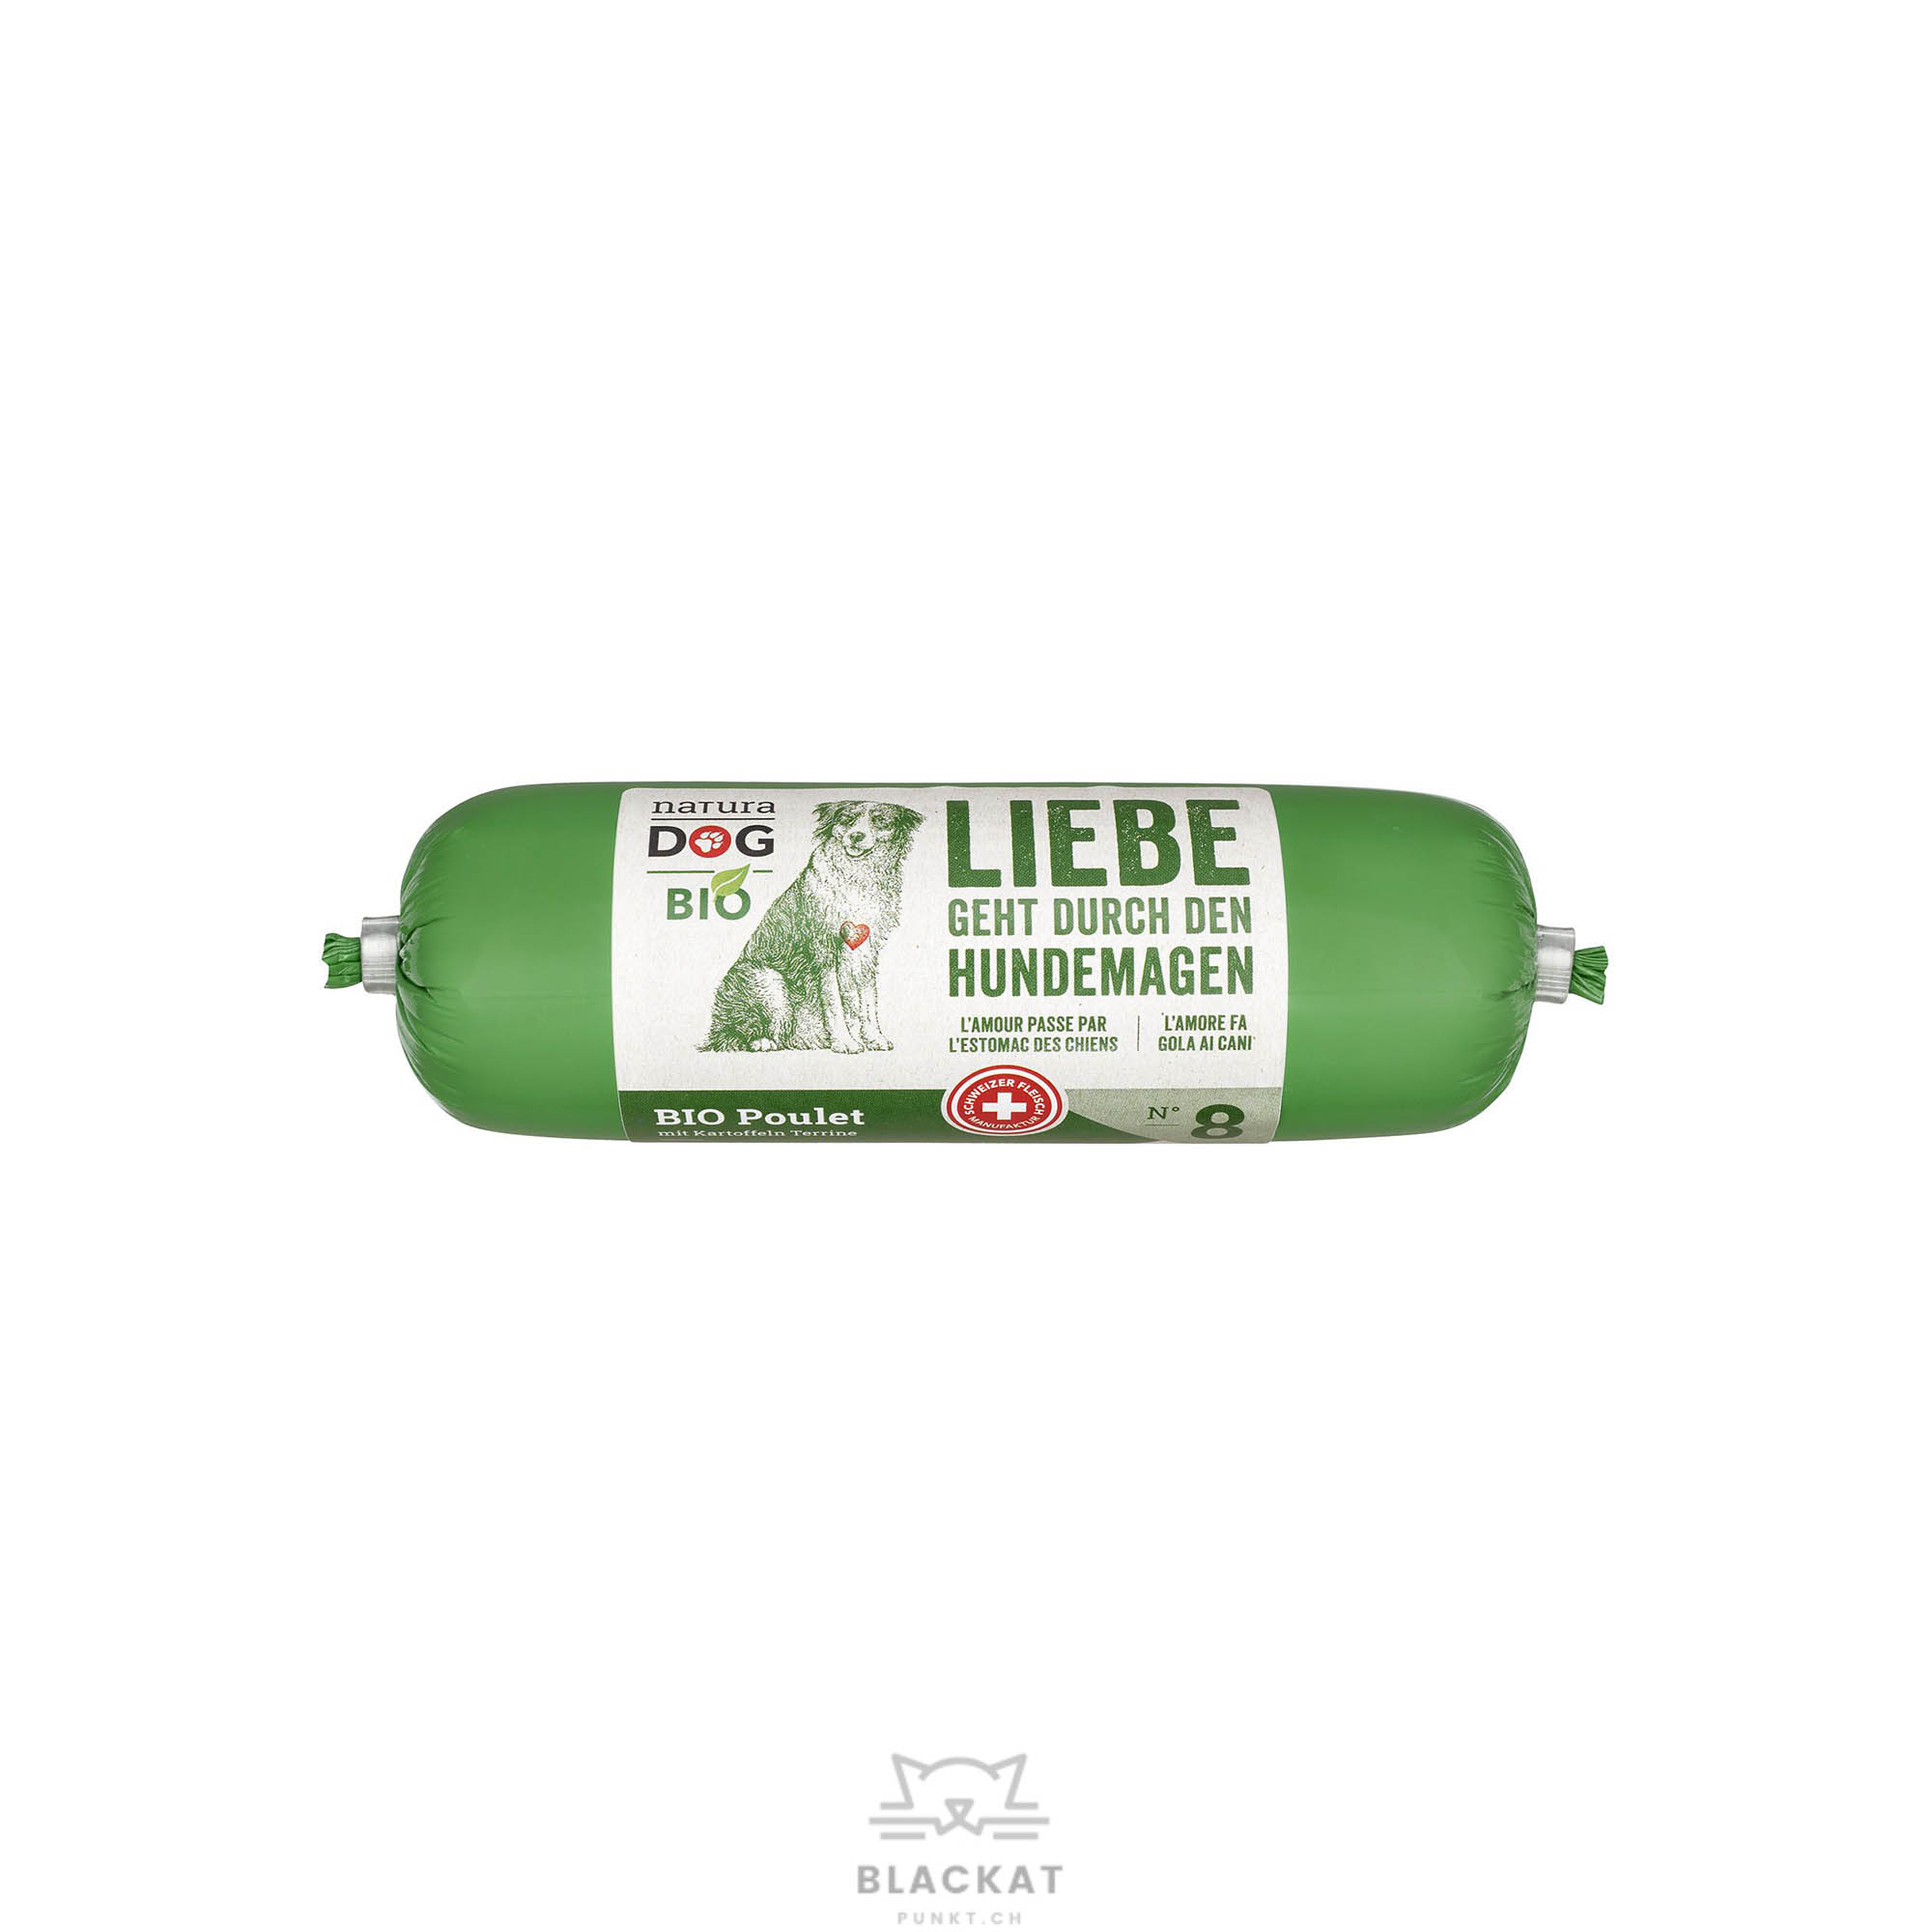 natura
DOG
BIO
LIEBE
GEHT DURCH DEN
HUNDEMAGEN
L'AMOUR PASSE PAR
L'ESTOMAC DES CHIENS
L'AMORE FA
GOLA AI CANI
BIO Poulet
mit Kartoffeln Terrine
SCHWEIZER FLEISCH
MANUFAKTUR
N° 8
BLACKAT
PUNKT.CH